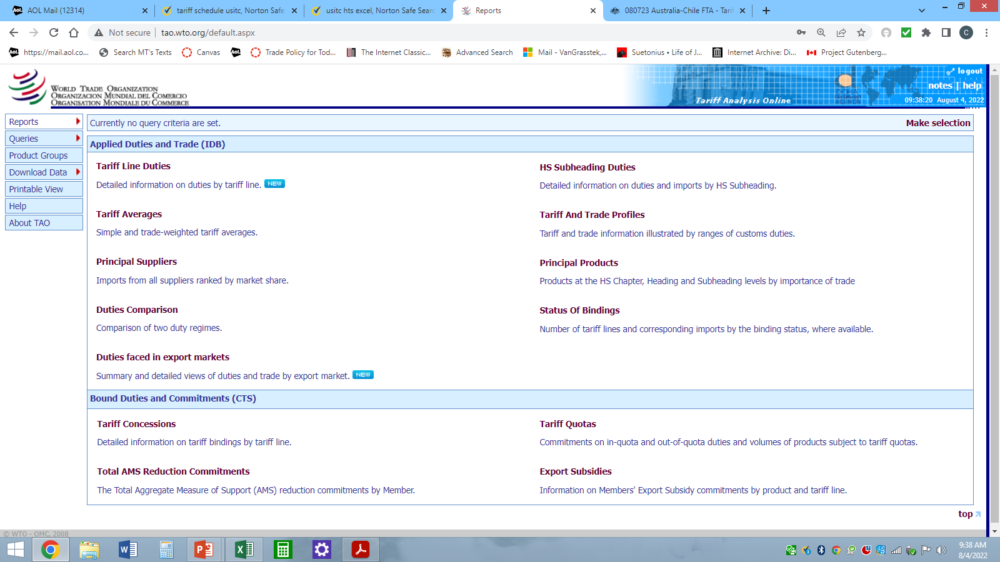 AOL Mail (12314)
tariff schedule usitc, Norton Safe
usitc hts excel, Norton Safe Searc
Reports
080723 Australia-Chile FTA - Tarif
Not secure
tao.wto.org/default.aspx
C
https://mail.aol.co...
Search MT's Texts
Canvas
Aol.
Trade Policy for Tod...
The Internet Classic...
Advanced Search
Mail - VanGrasstek,...
Suetonius • Life of J...
Internet Archive: Di...
Project Gutenberg...
WORLD TRADE ORGANIZATION
ORGANIZACION MUNDIAL DEL COMERCIO
ORGANISATION MONDIALE DU COMMERCE
Tariff Analysis Online
logout
notes | help
09:38:20 August 4, 2022
Reports
Queries
Product Groups
Download Data
Printable View
Help
About TAO
Currently no query criteria are set.
Make selection
Applied Duties and Trade (IDB)
Tariff Line Duties
Detailed information on duties by tariff line. NEW
HS Subheading Duties
Detailed information on duties and imports by HS Subheading.
Tariff Averages
Simple and trade-weighted tariff averages.
Tariff And Trade Profiles
Tariff and trade information illustrated by ranges of customs duties.
Principal Suppliers
Imports from all suppliers ranked by market share.
Principal Products
Products at the HS Chapter, Heading and Subheading levels by importance of trade
Duties Comparison
Comparison of two duty regimes.
Status Of Bindings
Number of tariff lines and corresponding imports by the binding status, where available.
Duties faced in export markets
Summary and detailed views of duties and trade by export market. NEW
Bound Duties and Commitments (CTS)
Tariff Concessions
Detailed information on tariff bindings by tariff line.
Tariff Quotas
Commitments on in-quota and out-of-quota duties and volumes of products subject to tariff quotas.
Total AMS Reduction Commitments
The Total Aggregate Measure of Support (AMS) reduction commitments by Member.
Export Subsidies
Information on Members' Export Subsidy commitments by product and tariff line.
top
© WTO - OMC, 2008
9:38 AM
8/4/2022